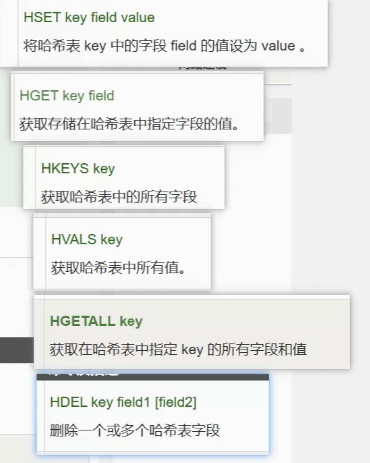 HSET key field value
将哈希表 key 中的字段 field 的值设为 value 。
HGET key field
获取存储在哈希表中指定字段的值。
HKEYS key
获取哈希表中的所有字段
HVALS key
获取哈希表中所有值。
HGETALL key
获取在哈希表中指定 key 的所有字段和值
HDEL key field1 [field2]
删除一个或多个哈希表字段